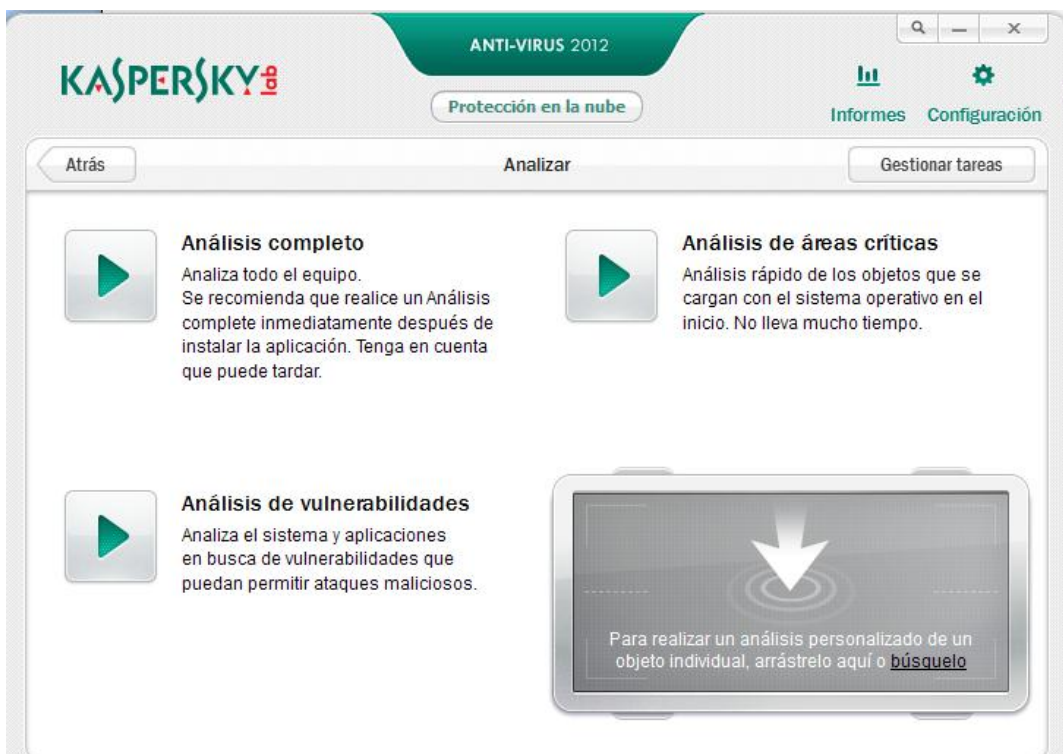 ANTI-VIRUS 2012
KASPERSKY lab
Protección en la nube
Informes
Configuración
Atrás
Analizar
Gestionar tareas
Análisis completo
Analiza todo el equipo.
Se recomienda que realice un Análisis
complete inmediatamente después de
instalar la aplicación. Tenga en cuenta
que puede tardar.
Análisis de áreas críticas
Análisis rápido de los objetos que se
cargan con el sistema operativo en el
inicio. No lleva mucho tiempo.
Análisis de vulnerabilidades
Analiza el sistema y aplicaciones
en busca de vulnerabilidades que
puedan permitir ataques maliciosos.
Para realizar un análisis personalizado de un
objeto individual, arrástrelo aquí o búsquelo